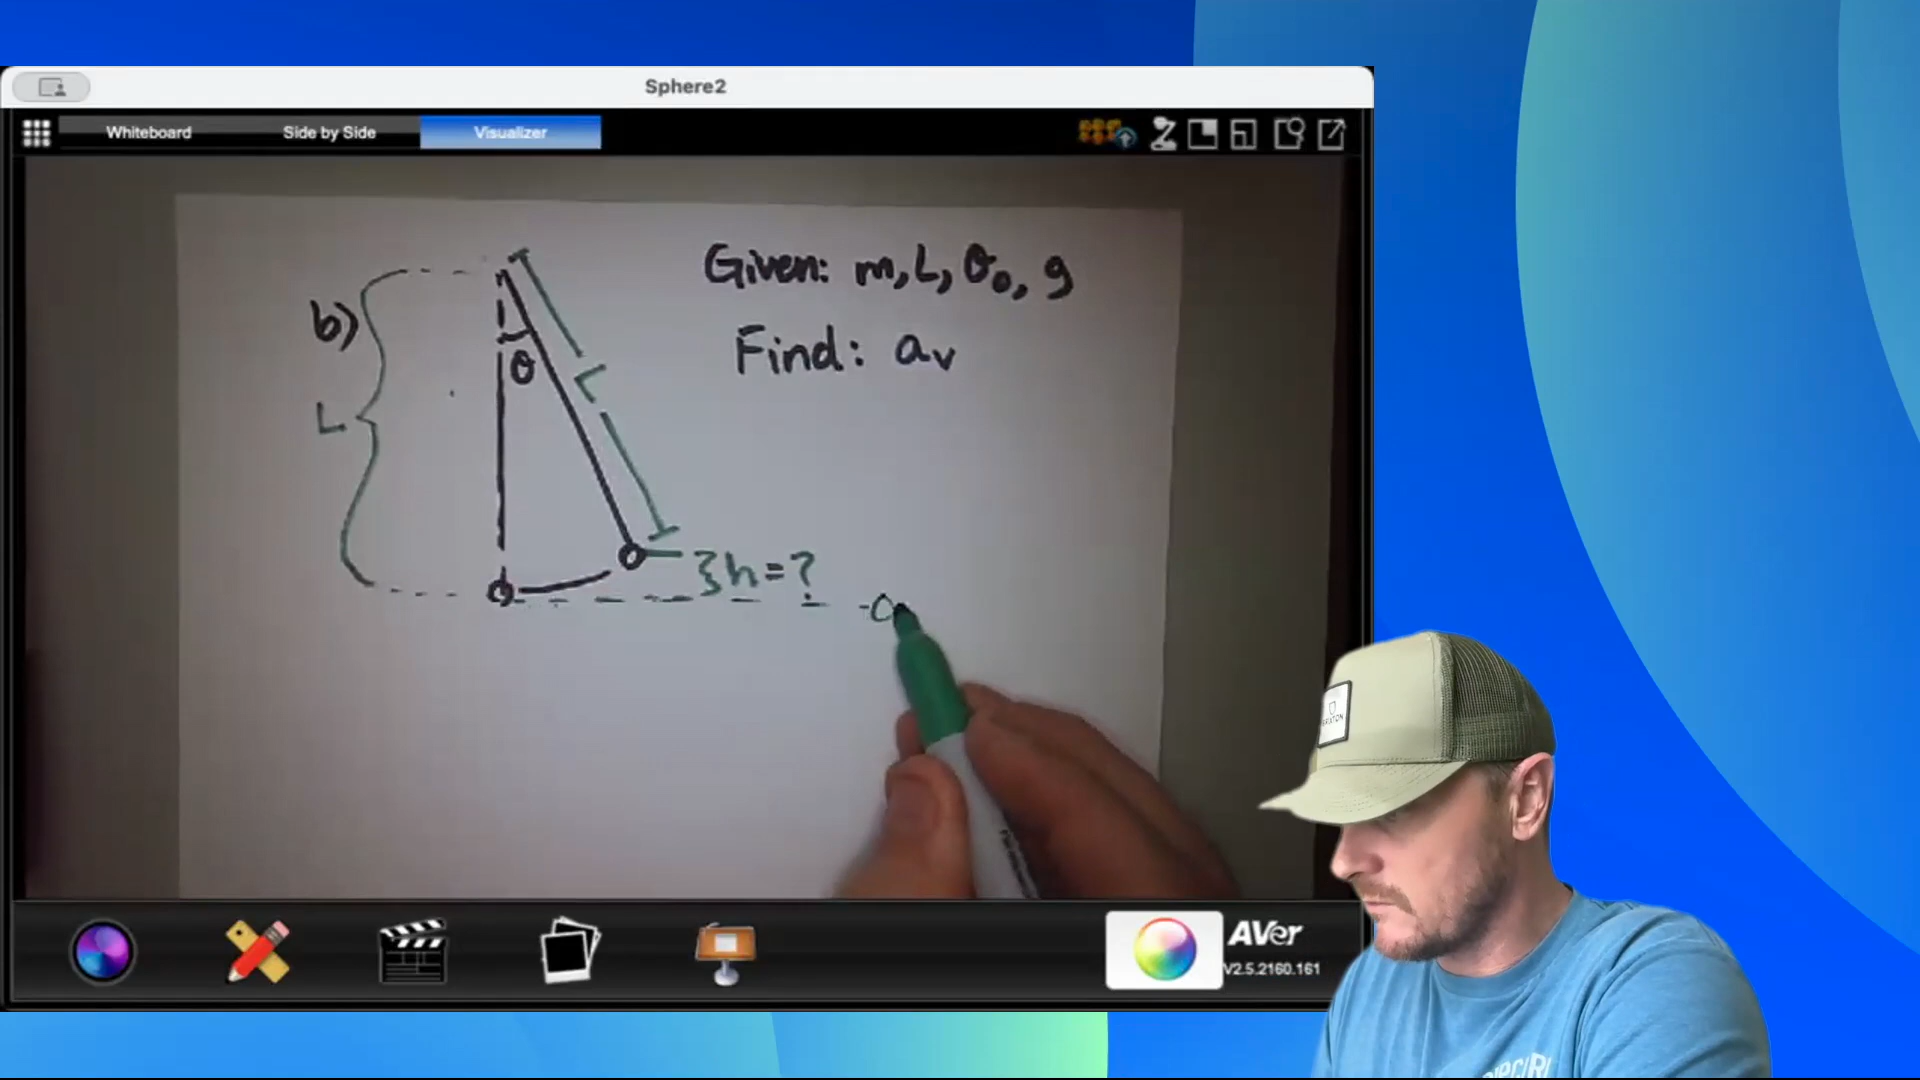 Sphere2
Whiteboard
Side by Side
Visualizer
Given: m, L, θ₀, g
b)
Find: av
θ
L
L
}h=?
AVer
V2.5.2160.161